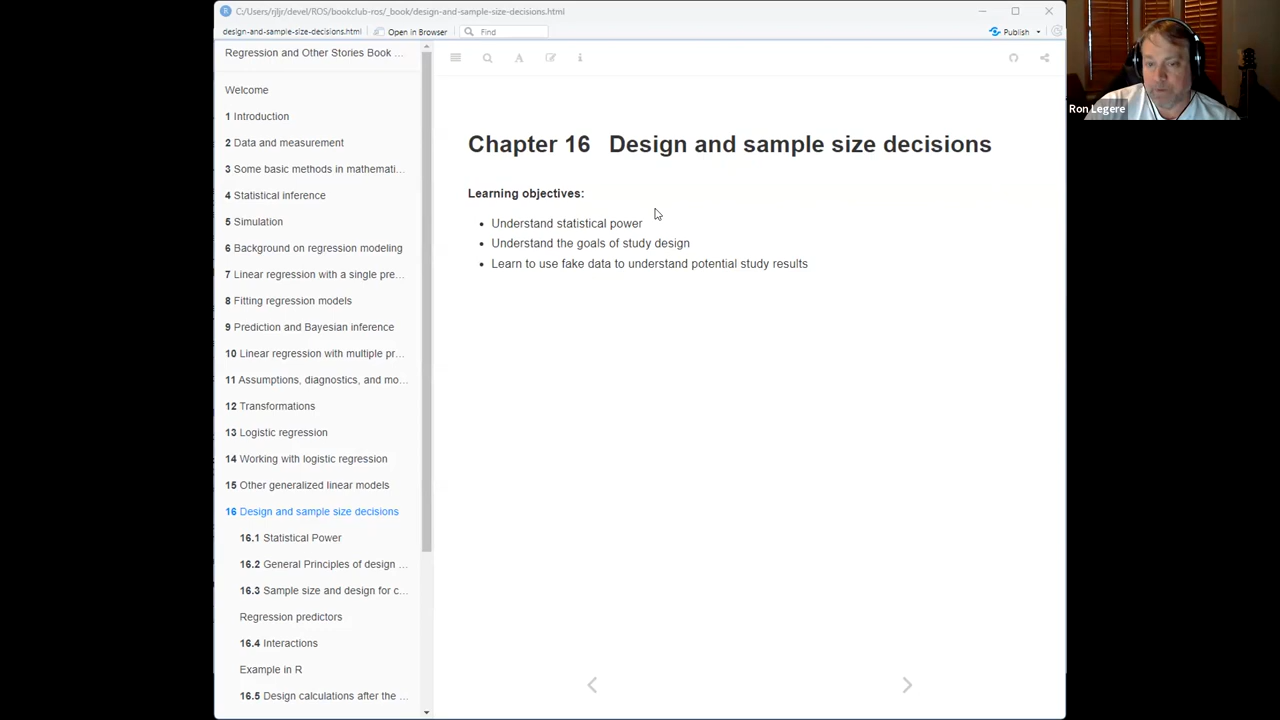 C:/Users/rjljr/devel/ROS/bookclub-ros/_book/design-and-sample-size-decisions.html
design-and-sample-size-decisions.html
Open in Browser
Find
Publish
Regression and Other Stories Book ...
Welcome
1 Introduction
2 Data and measurement
3 Some basic methods in mathemati...
4 Statistical inference
5 Simulation
6 Background on regression modeling
7 Linear regression with a single pre...
8 Fitting regression models
9 Prediction and Bayesian inference
10 Linear regression with multiple pr...
11 Assumptions, diagnostics, and mo...
12 Transformations
13 Logistic regression
14 Working with logistic regression
15 Other generalized linear models
16 Design and sample size decisions
16.1 Statistical Power
16.2 General Principles of design ...
16.3 Sample size and design for c...
Regression predictors
16.4 Interactions
Example in R
16.5 Design calculations after the ...
Chapter 16 Design and sample size decisions
Learning objectives:
• Understand statistical power
• Understand the goals of study design
• Learn to use fake data to understand potential study results
Ron Legere